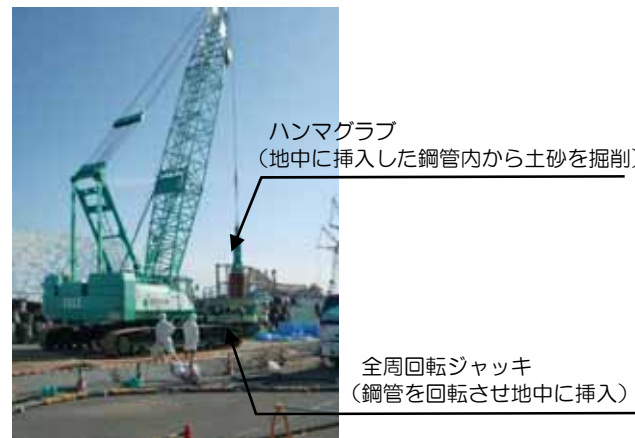 ハンマグラブ
（地中に挿入した鋼管内から土砂を掘削）
全周回転ジャッキ
（鋼管を回転させ地中に挿入）